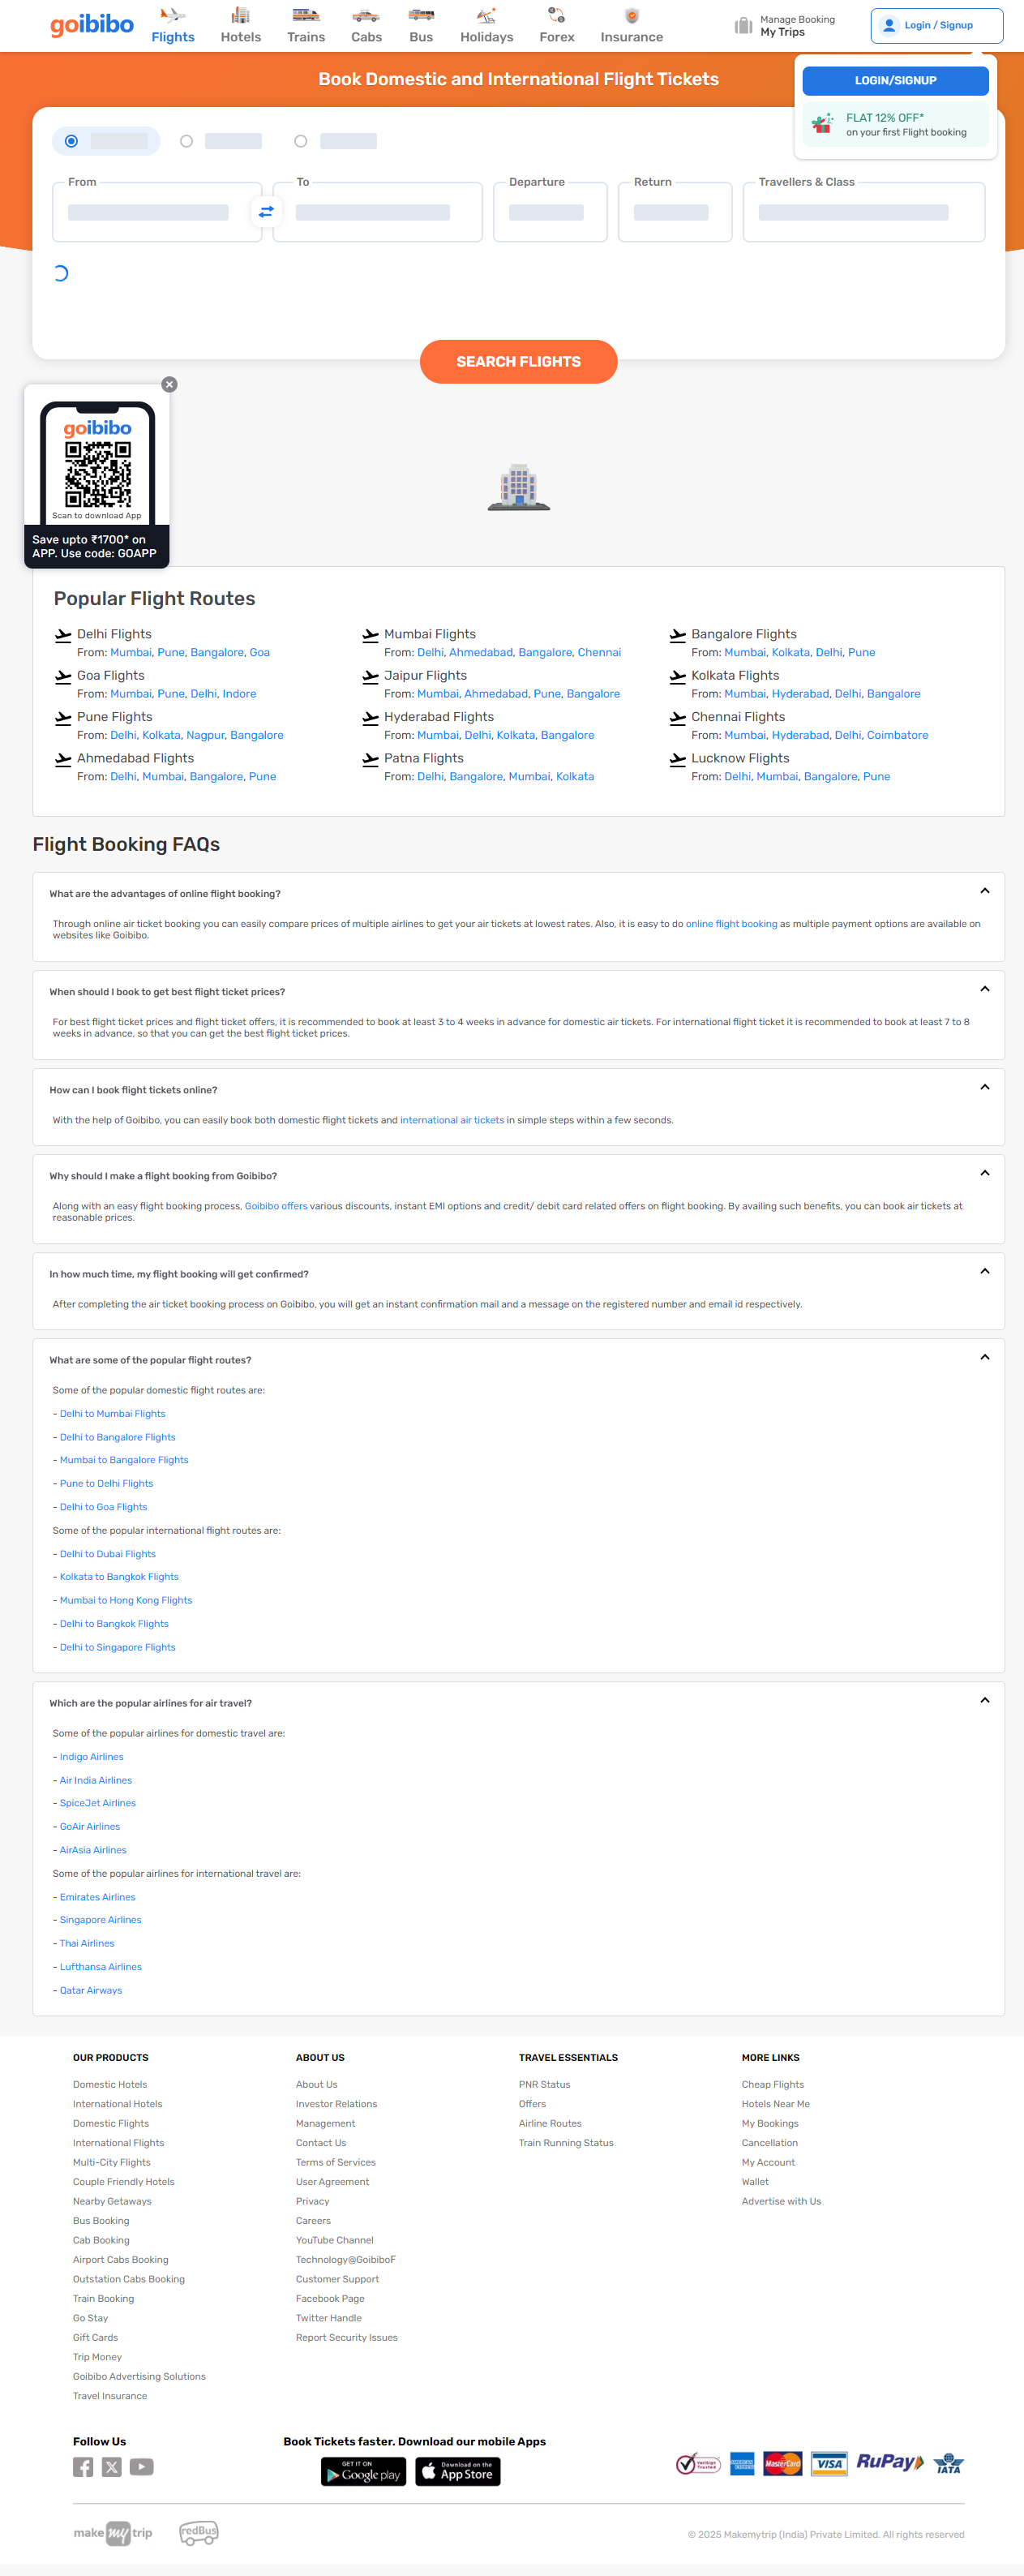 goibibo
Flights
Hotels
Trains
Cabs
Bus
Holidays
Forex
Insurance
Manage Booking
My Trips
Login / Signup
LOGIN/SIGNUP
FLAT 12% OFF*
on your first Flight booking
Book Domestic and International Flight Tickets
From
To
Departure
Return
Travellers & Class
SEARCH FLIGHTS
goibibo
Scan to download App
Save upto ₹1700* on
APP. Use code: GOAPP
Popular Flight Routes
Delhi Flights
From: Mumbai, Pune, Bangalore, Goa
Mumbai Flights
From: Delhi, Ahmedabad, Bangalore, Chennai
Bangalore Flights
From: Mumbai, Kolkata, Delhi, Pune
Goa Flights
From: Mumbai, Pune, Delhi, Indore
Jaipur Flights
From: Mumbai, Ahmedabad, Pune, Bangalore
Kolkata Flights
From: Mumbai, Hyderabad, Delhi, Bangalore
Pune Flights
From: Delhi, Kolkata, Nagpur, Bangalore
Hyderabad Flights
From: Mumbai, Delhi, Kolkata, Bangalore
Chennai Flights
From: Mumbai, Hyderabad, Delhi, Coimbatore
Ahmedabad Flights
From: Delhi, Mumbai, Bangalore, Pune
Patna Flights
From: Delhi, Bangalore, Mumbai, Kolkata
Lucknow Flights
From: Delhi, Mumbai, Bangalore, Pune
Flight Booking FAQs
What are the advantages of online flight booking?
Through online air ticket booking you can easily compare prices of multiple airlines to get your air tickets at lowest rates. Also, it is easy to do online flight booking as multiple payment options are available on
websites like Goibibo.
When should I book to get best flight ticket prices?
For best flight ticket prices and flight ticket offers, it is recommended to book at least 3 to 4 weeks in advance for domestic air tickets. For international flight ticket it is recommended to book at least 7 to 8
weeks in advance, so that you can get the best flight ticket prices.
How can I book flight tickets online?
With the help of Goibibo, you can easily book both domestic flight tickets and international air tickets in simple steps within a few seconds.
Why should I make a flight booking from Goibibo?
Along with an easy flight booking process, Goibibo offers various discounts, instant EMI options and credit/ debit card related offers on flight booking. By availing such benefits, you can book air tickets at
reasonable prices.
In how much time, my flight booking will get confirmed?
After completing the air ticket booking process on Goibibo, you will get an instant confirmation mail and a message on the registered number and email id respectively.
What are some of the popular flight routes?
Some of the popular domestic flight routes are:
- Delhi to Mumbai Flights
- Delhi to Bangalore Flights
- Mumbai to Bangalore Flights
- Pune to Delhi Flights
- Delhi to Goa Flights
Some of the popular international flight routes are:
- Delhi to Dubai Flights
- Kolkata to Bangkok Flights
- Mumbai to Hong Kong Flights
- Delhi to Bangkok Flights
- Delhi to Singapore Flights
Which are the popular airlines for air travel?
Some of the popular airlines for domestic travel are:
- Indigo Airlines
- Air India Airlines
- SpiceJet Airlines
- GoAir Airlines
- AirAsia Airlines
Some of the popular airlines for international travel are:
- Emirates Airlines
- Singapore Airlines
- Thai Airlines
- Lufthansa Airlines
- Qatar Airways
OUR PRODUCTS
Domestic Hotels
International Hotels
Domestic Flights
International Flights
Multi-City Flights
Couple Friendly Hotels
Nearby Getaways
Bus Booking
Cab Booking
Airport Cabs Booking
Outstation Cabs Booking
Train Booking
Go Stay
Gift Cards
Trip Money
Goibibo Advertising Solutions
Travel Insurance
ABOUT US
About Us
Investor Relations
Management
Contact Us
Terms of Services
User Agreement
Privacy
Careers
YouTube Channel
Technology@GoibiboF
Customer Support
Facebook Page
Twitter Handle
Report Security Issues
TRAVEL ESSENTIALS
PNR Status
Offers
Airline Routes
Train Running Status
MORE LINKS
Cheap Flights
Hotels Near Me
My Bookings
Cancellation
My Account
Wallet
Advertise with Us
Follow Us
Book Tickets faster. Download our mobile Apps
GET IT ON
Google play
Download on the
App Store
VeriSign
Trusted
AMERICAN
EXPRESS
MasterCard
VISA
RuPay
IATA
make my trip
redBus
© 2025 Makemytrip (India) Private Limited. All rights reserved